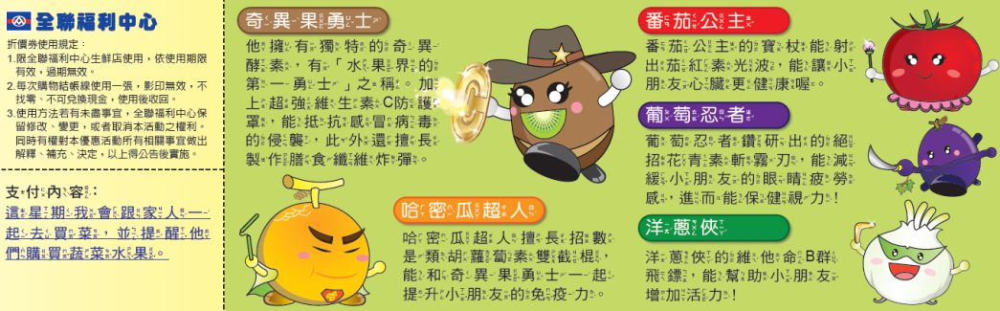 全聯福利中心
折價券使用規定：
1.限全聯福利中心生鮮店使用，依使用期限
有效，過期無效。
2.每次購物結帳線使用一張，影印無效，不
找零、不可兌換現金，使用後收回。
3.使用方法若有未盡事宜，全聯福利中心保
留修改、變更，或者取消本活動之權利。
同時有權對本優惠活動所有相關事宜做出
解釋、補充、決定，以上得公告後實施。
支付內容：
這星期我會跟家人一
起去買菜，並提醒他
們購買蔬菜水果。
奇異果勇士
他擁有獨特的奇異
酵素，有「水果界的
第一勇士」之稱。加
上超強維生素C防護
罩，能抵抗感冒病毒
的侵襲，此外還擅長
製作膳食纖維炸彈。
哈密瓜超人
哈密瓜超人擅長招數
是類胡蘿蔔素雙截棍，
能和奇異果勇士一起
提升小朋友的免疫力。
番茄公主
番茄公主的寶杖能射
出茄紅素光波，能讓小
朋友心臟更健康喔。
葡萄忍者
葡萄忍者鑽研出的絕
招花青素斬霧刃，能減
緩小朋友的眼睛疲勞
感，進而能保健視力！
洋蔥俠
洋蔥俠的維他命B群
飛鏢，能幫助小朋友
增加活力！